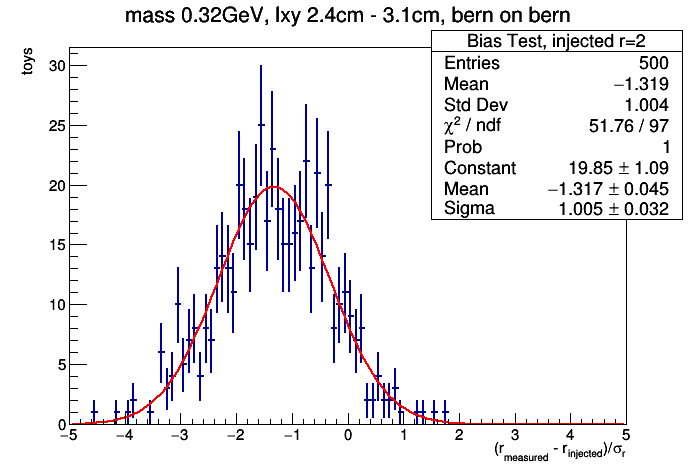 mass 0.32GeV, lxy 2.4cm - 3.1cm, bern on bern
Bias Test, injected r=2
Entries 500
Mean −1.319
Std Dev 1.004
χ² / ndf 51.76 / 97
Prob 1
Constant 19.85 ± 1.09
Mean −1.317 ± 0.045
Sigma 1.005 ± 0.032
toys
30
25
20
15
10
5
0
−5 −4 −3 −2 −1 0 1 2 3 4 5
(r_measured - r_injected)/σ_r